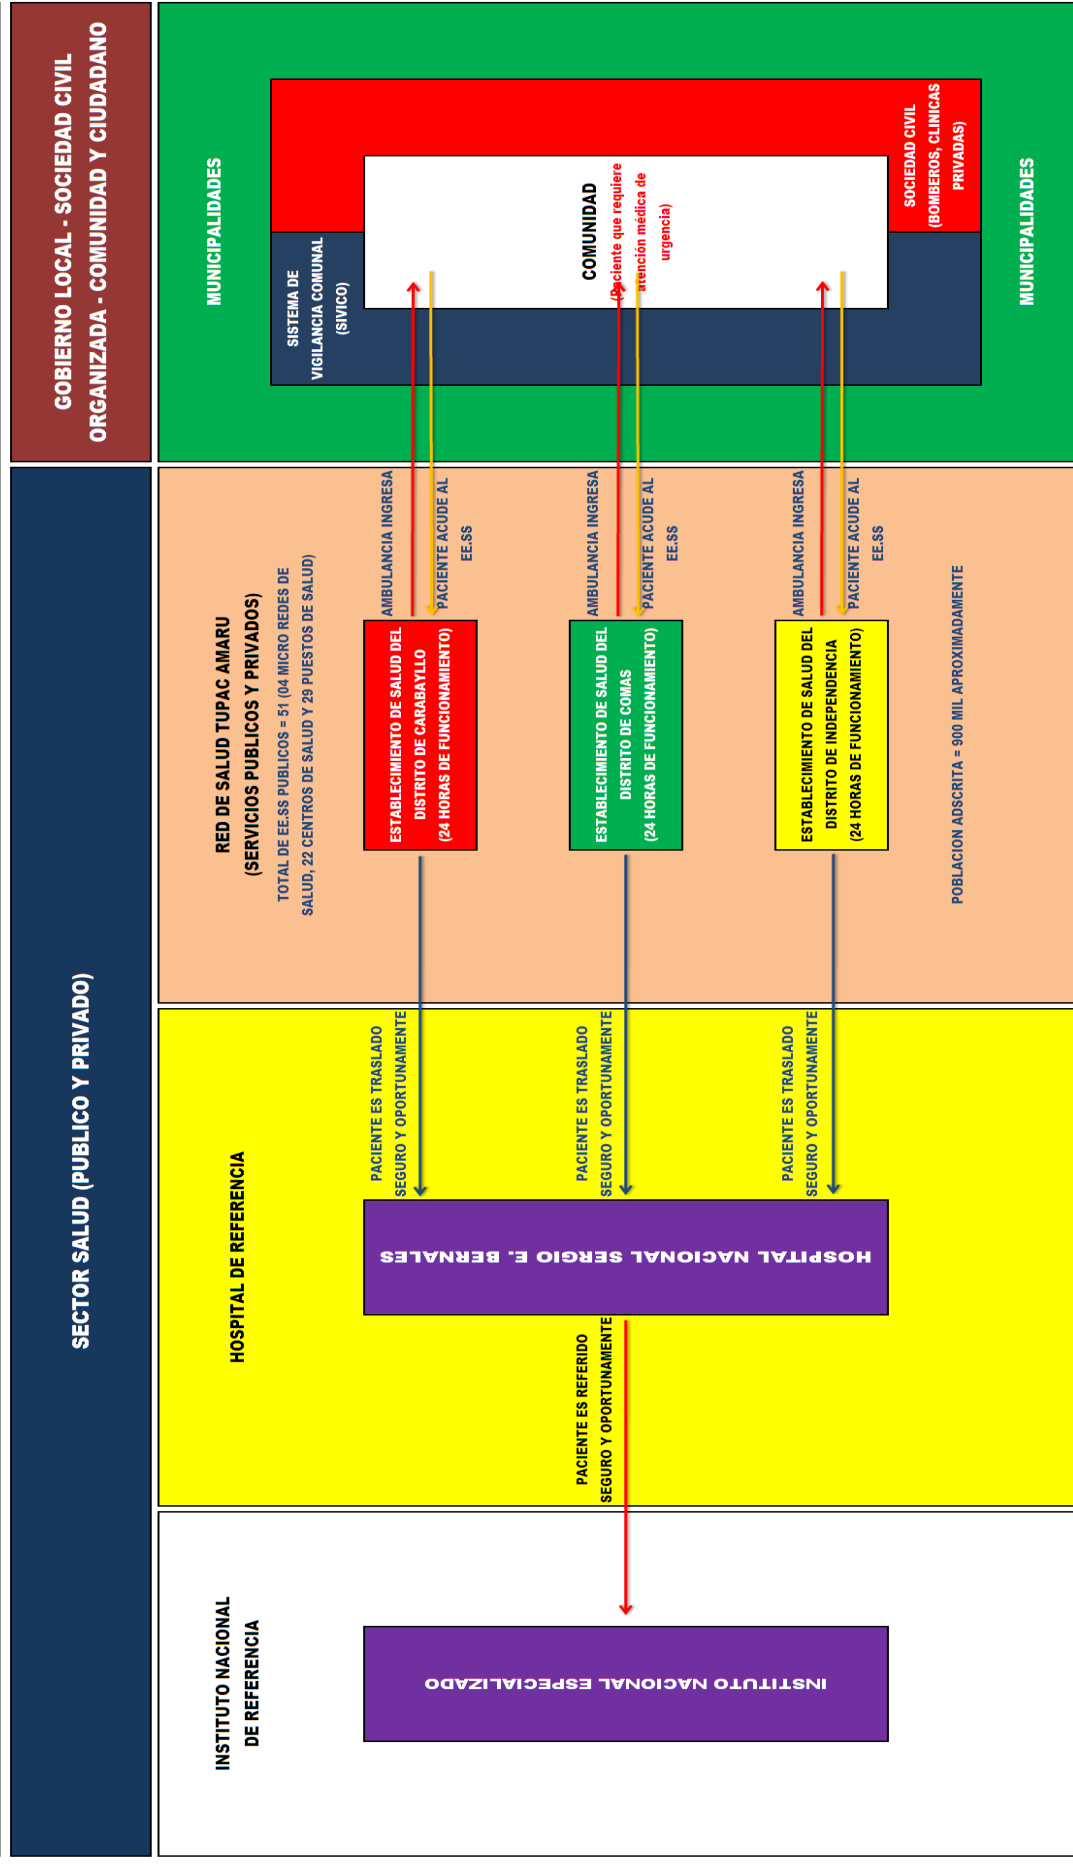 SECTOR SALUD (PUBLICO Y PRIVADO)
GOBIERNO LOCAL - SOCIEDAD CIVIL
ORGANIZADA - COMUNIDAD Y CIUDADANO
INSTITUTO NACIONAL
DE REFERENCIA
INSTITUTO NACIONAL ESPECIALIZADO
HOSPITAL DE REFERENCIA
PACIENTE ES REFERIDO
SEGURO Y OPORTUNAMENTE
HOSPITAL NACIONAL SERGIO E. BERNALES
PACIENTE ES TRASLADO
SEGURO Y OPORTUNAMENTE
PACIENTE ES TRASLADO
SEGURO Y OPORTUNAMENTE
PACIENTE ES TRASLADO
SEGURO Y OPORTUNAMENTE
RED DE SALUD TUPAC AMARU
(SERVICIOS PUBLICOS Y PRIVADOS)
TOTAL DE EE.SS PUBLICOS = 51 (04 MICRO REDES DE
SALUD, 22 CENTROS DE SALUD Y 29 PUESTOS DE SALUD)
ESTABLECIMIENTO DE SALUD DEL
DISTRITO DE CARABAYLLO
(24 HORAS DE FUNCIONAMIENTO)
AMBULANCIA INGRESA
PACIENTE ACUDE AL
EE.SS
ESTABLECIMIENTO DE SALUD DEL
DISTRITO DE COMAS
(24 HORAS DE FUNCIONAMIENTO)
AMBULANCIA INGRESA
PACIENTE ACUDE AL
EE.SS
ESTABLECIMIENTO DE SALUD DEL
DISTRITO DE INDEPENDENCIA
(24 HORAS DE FUNCIONAMIENTO)
AMBULANCIA INGRESA
PACIENTE ACUDE AL
EE.SS
POBLACION ADSCRITA = 900 MIL APROXIMADAMENTE
MUNICIPALIDADES
SISTEMA DE
VIGILANCIA COMUNAL
(SIVICO)
COMUNIDAD
(Paciente que requiere
atención médica de
urgencia)
SOCIEDAD CIVIL
(BOMBEROS, CLINICAS
PRIVADAS)
MUNICIPALIDADES